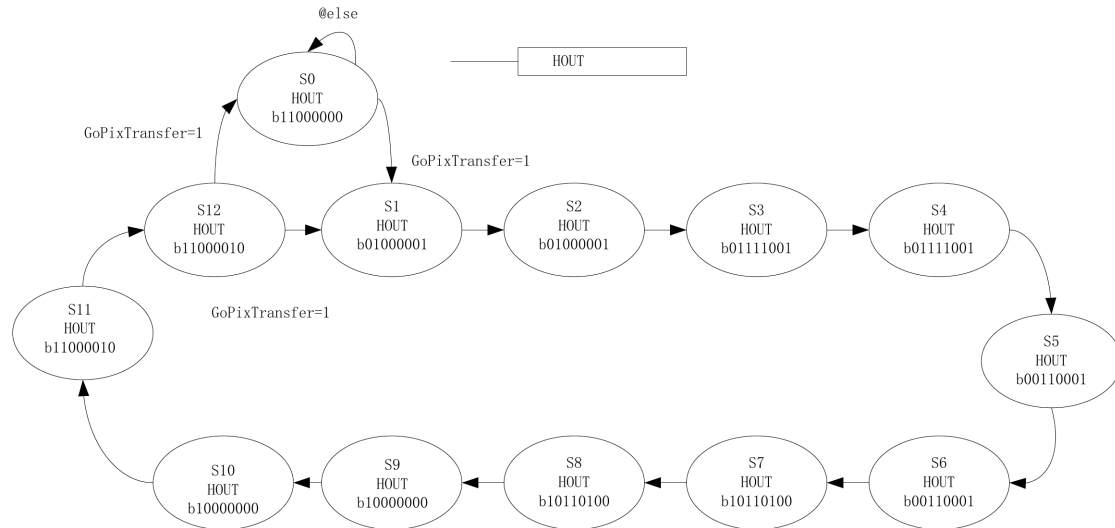 @else
S0
HOUT
b11000000
HOUT
GoPixTransfer=1
GoPixTransfer=1
S12
HOUT
b11000010
S1
HOUT
b01000001
S2
HOUT
b01000001
S3
HOUT
b01111001
S4
HOUT
b01111001
S11
HOUT
b11000010
GoPixTransfer=1
S5
HOUT
b00110001
S10
HOUT
b10000000
S9
HOUT
b10000000
S8
HOUT
b10110100
S7
HOUT
b10110100
S6
HOUT
b00110001